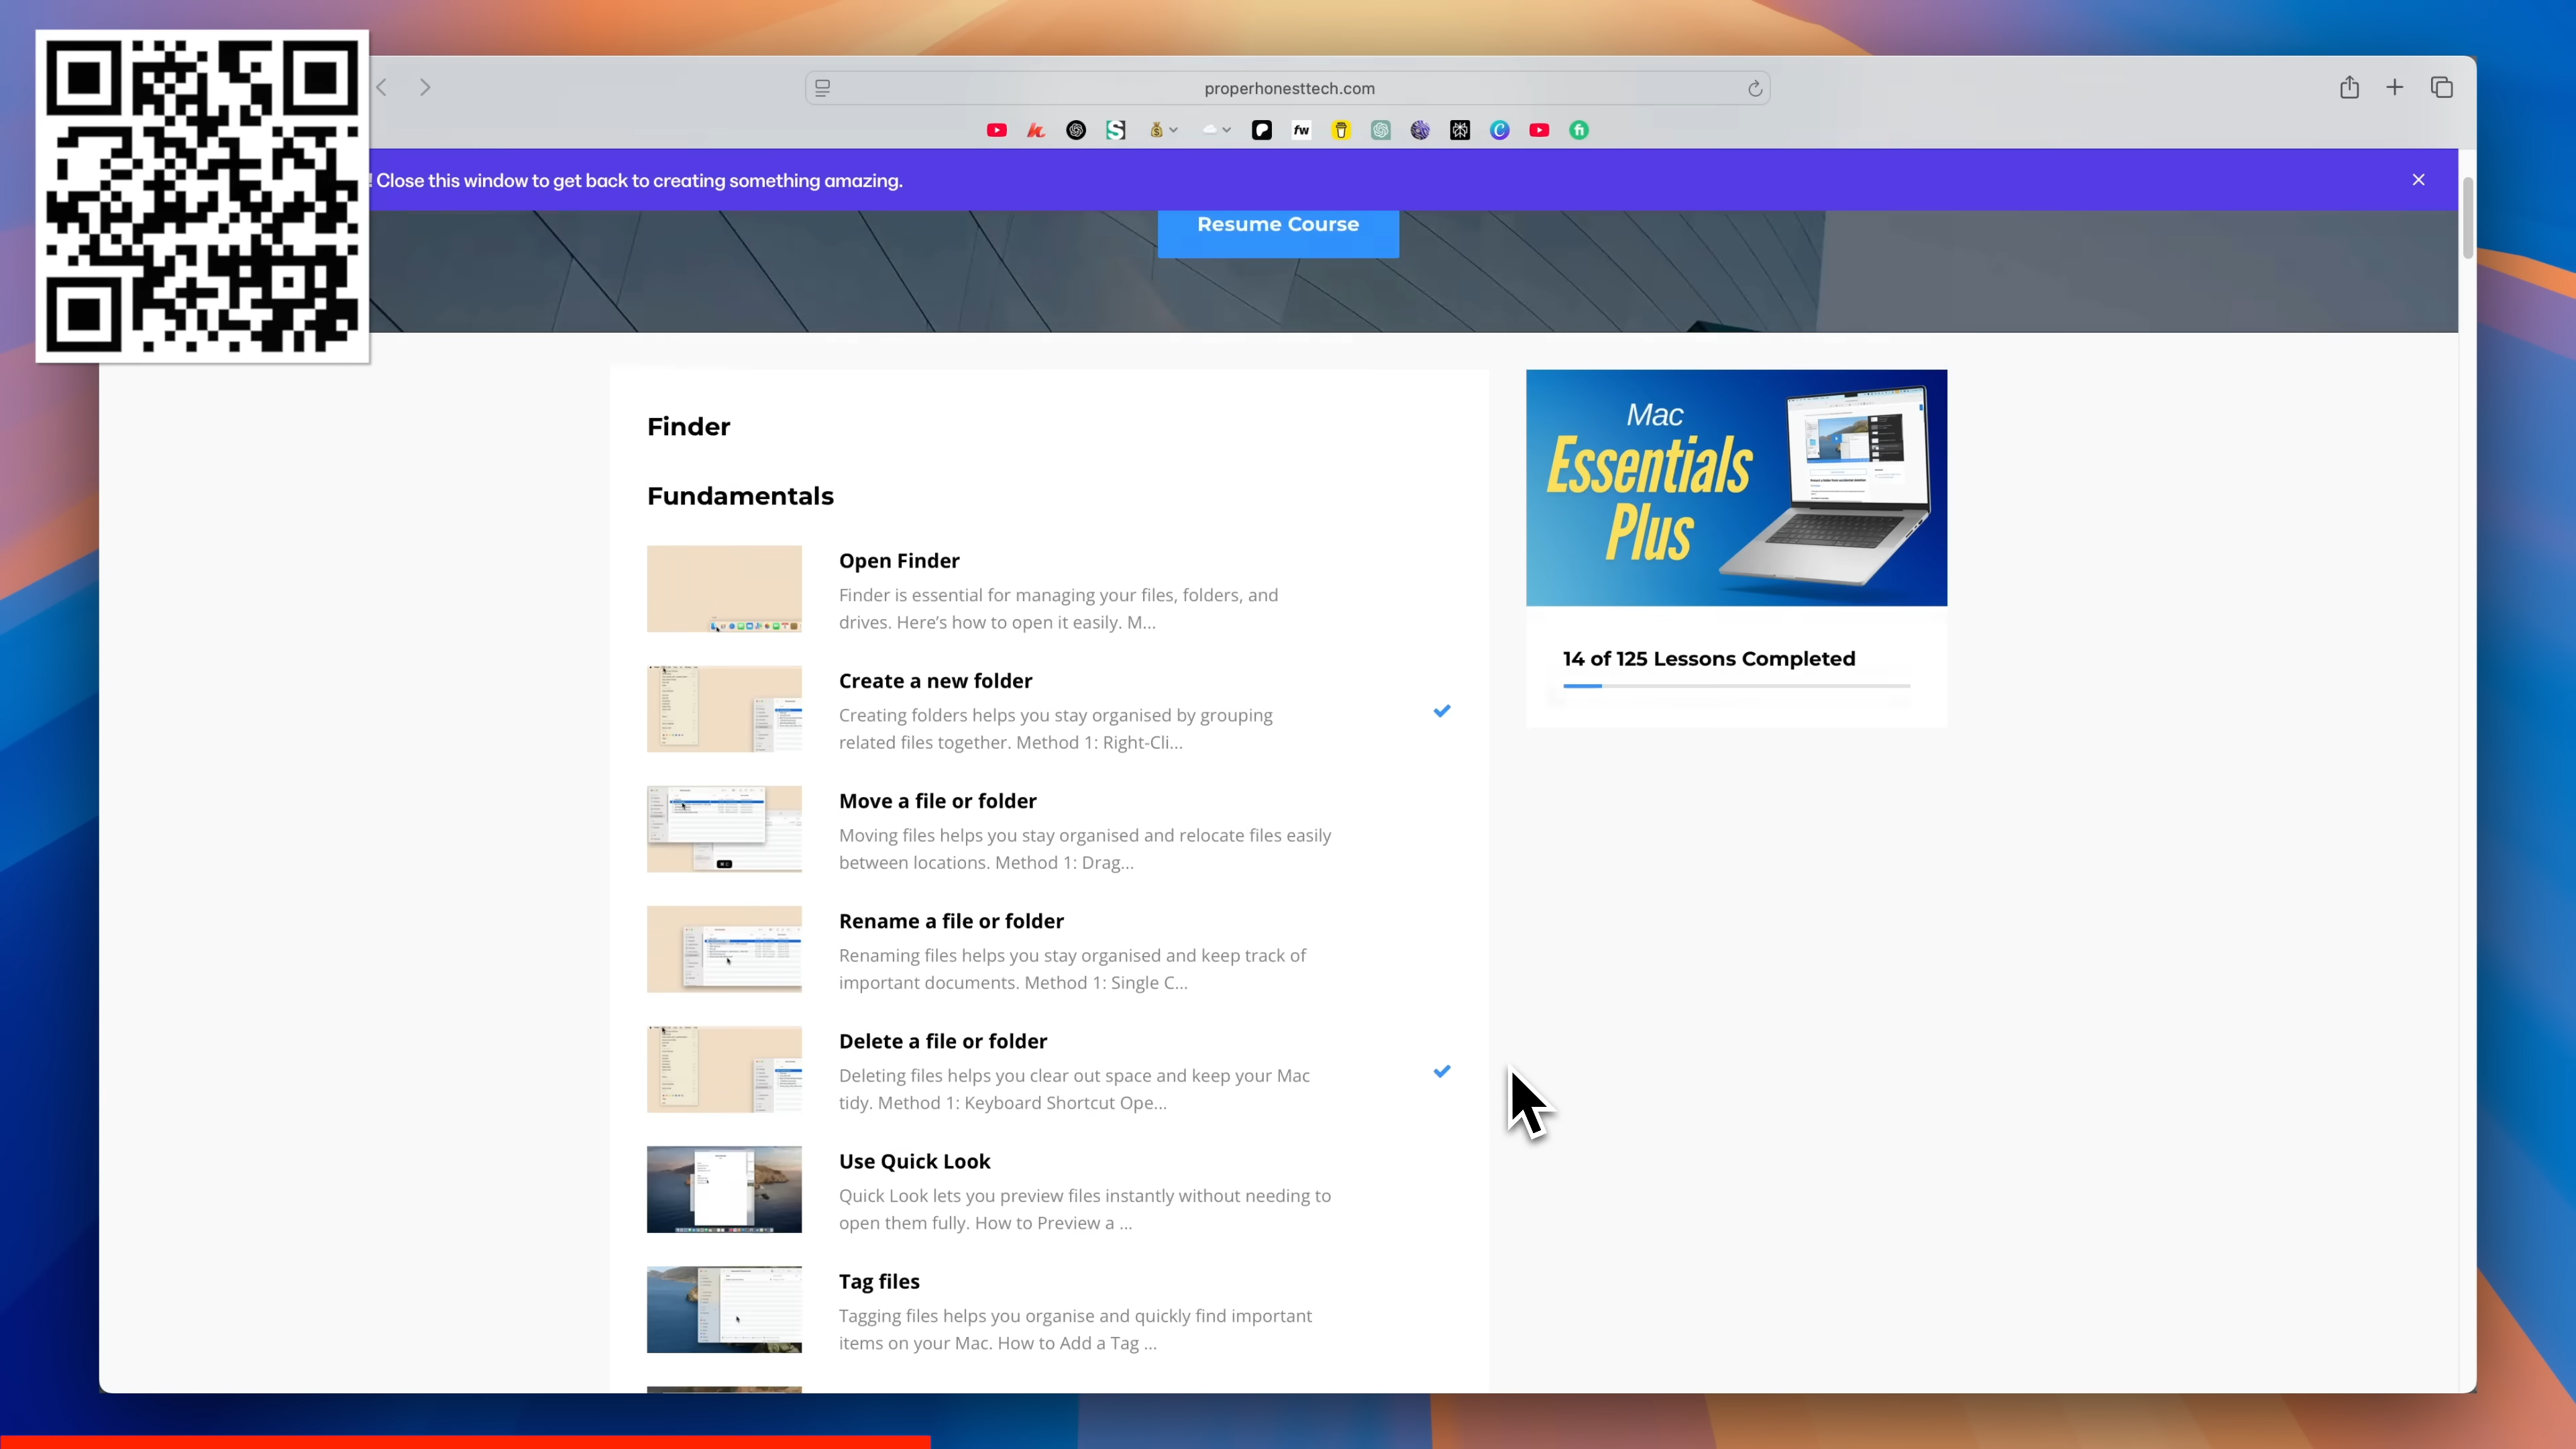 properhonesttech.com
fw
! Close this window to get back to creating something amazing.
Resume Course
Finder
Fundamentals
Open Finder
Finder is essential for managing your files, folders, and
drives. Here’s how to open it easily. M...
Create a new folder
Creating folders helps you stay organised by grouping
related files together. Method 1: Right-Cli...
Move a file or folder
Moving files helps you stay organised and relocate files easily
between locations. Method 1: Drag...
Rename a file or folder
Renaming files helps you stay organised and keep track of
important documents. Method 1: Single C...
Delete a file or folder
Deleting files helps you clear out space and keep your Mac
tidy. Method 1: Keyboard Shortcut Ope...
Use Quick Look
Quick Look lets you preview files instantly without needing to
open them fully. How to Preview a ...
Tag files
Tagging files helps you organise and quickly find important
items on your Mac. How to Add a Tag ...
Mac
Essentials
Plus
14 of 125 Lessons Completed